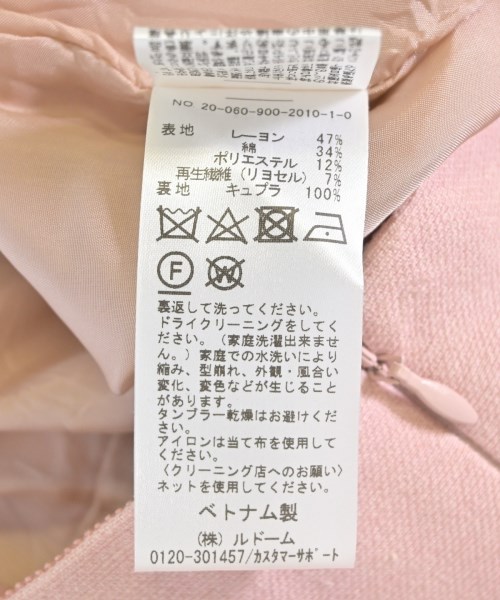 NO 20-060-900-2010-1-0
表地 レーヨン 47%
綿 34%
ポリエステル 12%
再生繊維（リヨセル） 7%
裏地 キュプラ 100%
F W
裏返して洗ってください。
ドライクリーニングをしてく
ださい。（家庭洗濯出来ませ
ん。）家庭での水洗いにより
縮み、型崩れ、外観・風合い
変化、変色などが生じること
があります。
タンブラー乾燥はお避けくだ
さい。
アイロンは当て布を使用して
ください。
〈クリーニング店へのお願い〉
ネットを使用してください。
ベトナム製
（株）ルドーム
0120-301457/カスタマーサポート